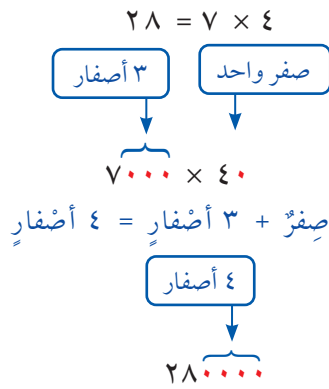 ٢٨ = ٧ × ٤
٣ أصفار
صفر واحد
٧٠٠٠ × ٤٠
صِفرٌ + ٣ أصْفارٍ = ٤ أصْفارٍ
٤ أصفار
٢٨٠٠٠٠